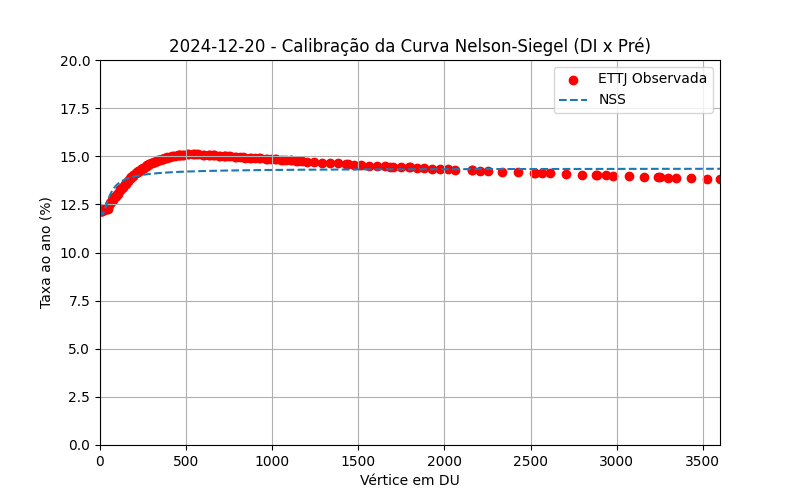 2024-12-20 - Calibração da Curva Nelson-Siegel (DI x Pré)
20.0
17.5
15.0
12.5
10.0
7.5
5.0
2.5
0.0
Taxa ao ano (%)
ETTJ Observada
NSS
0 500 1000 1500 2000 2500 3000 3500
Vértice em DU